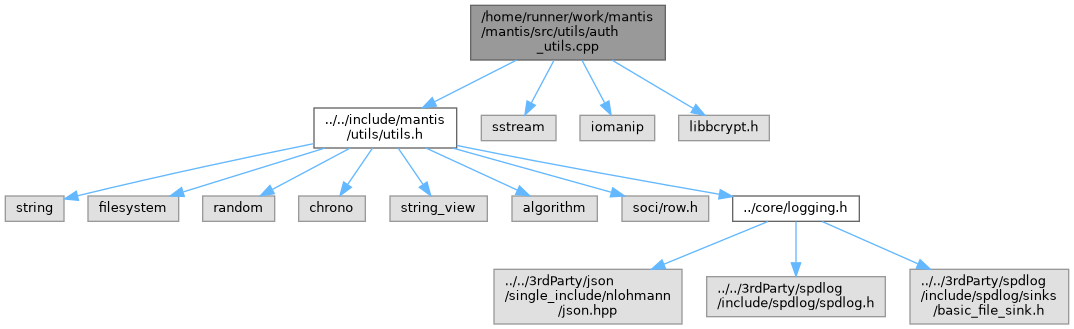 /home/runner/work/mantis
/mantis/src/utils/auth
_utils.cpp
../../include/mantis
/utils/utils.h
sstream
iomanip
libbcrypt.h
string
filesystem
random
chrono
string_view
algorithm
soci/row.h
../core/logging.h
../../3rdParty/json
/single_include/nlohmann
/json.hpp
../../3rdParty/spdlog
/include/spdlog/spdlog.h
../../3rdParty/spdlog
/include/spdlog/sinks
/basic_file_sink.h